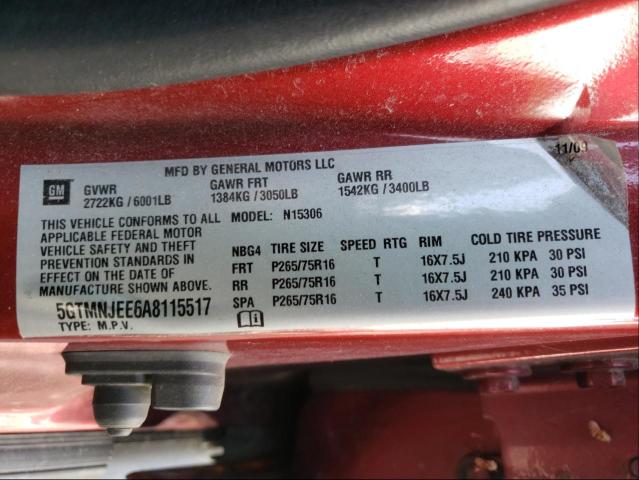 MFD BY GENERAL MOTORS LLC
11/09
GM
GVWR GAWR FRT GAWR RR
2722KG / 6001LB 1384KG / 3050LB 1542KG / 3400LB
THIS VEHICLE CONFORMS TO ALL MODEL: N15306
APPLICABLE FEDERAL MOTOR
VEHICLE SAFETY AND THEFT
PREVENTION STANDARDS IN
EFFECT ON THE DATE OF
MANUFACTURE SHOWN ABOVE.
5GTMNJEE6A8115517
TYPE: M.P.V.
NBG4 TIRE SIZE SPEED RTG RIM COLD TIRE PRESSURE
FRT P265/75R16 T 16X7.5J 210 KPA 30 PSI
RR P265/75R16 T 16X7.5J 210 KPA 30 PSI
SPA P265/75R16 T 16X7.5J 240 KPA 35 PSI